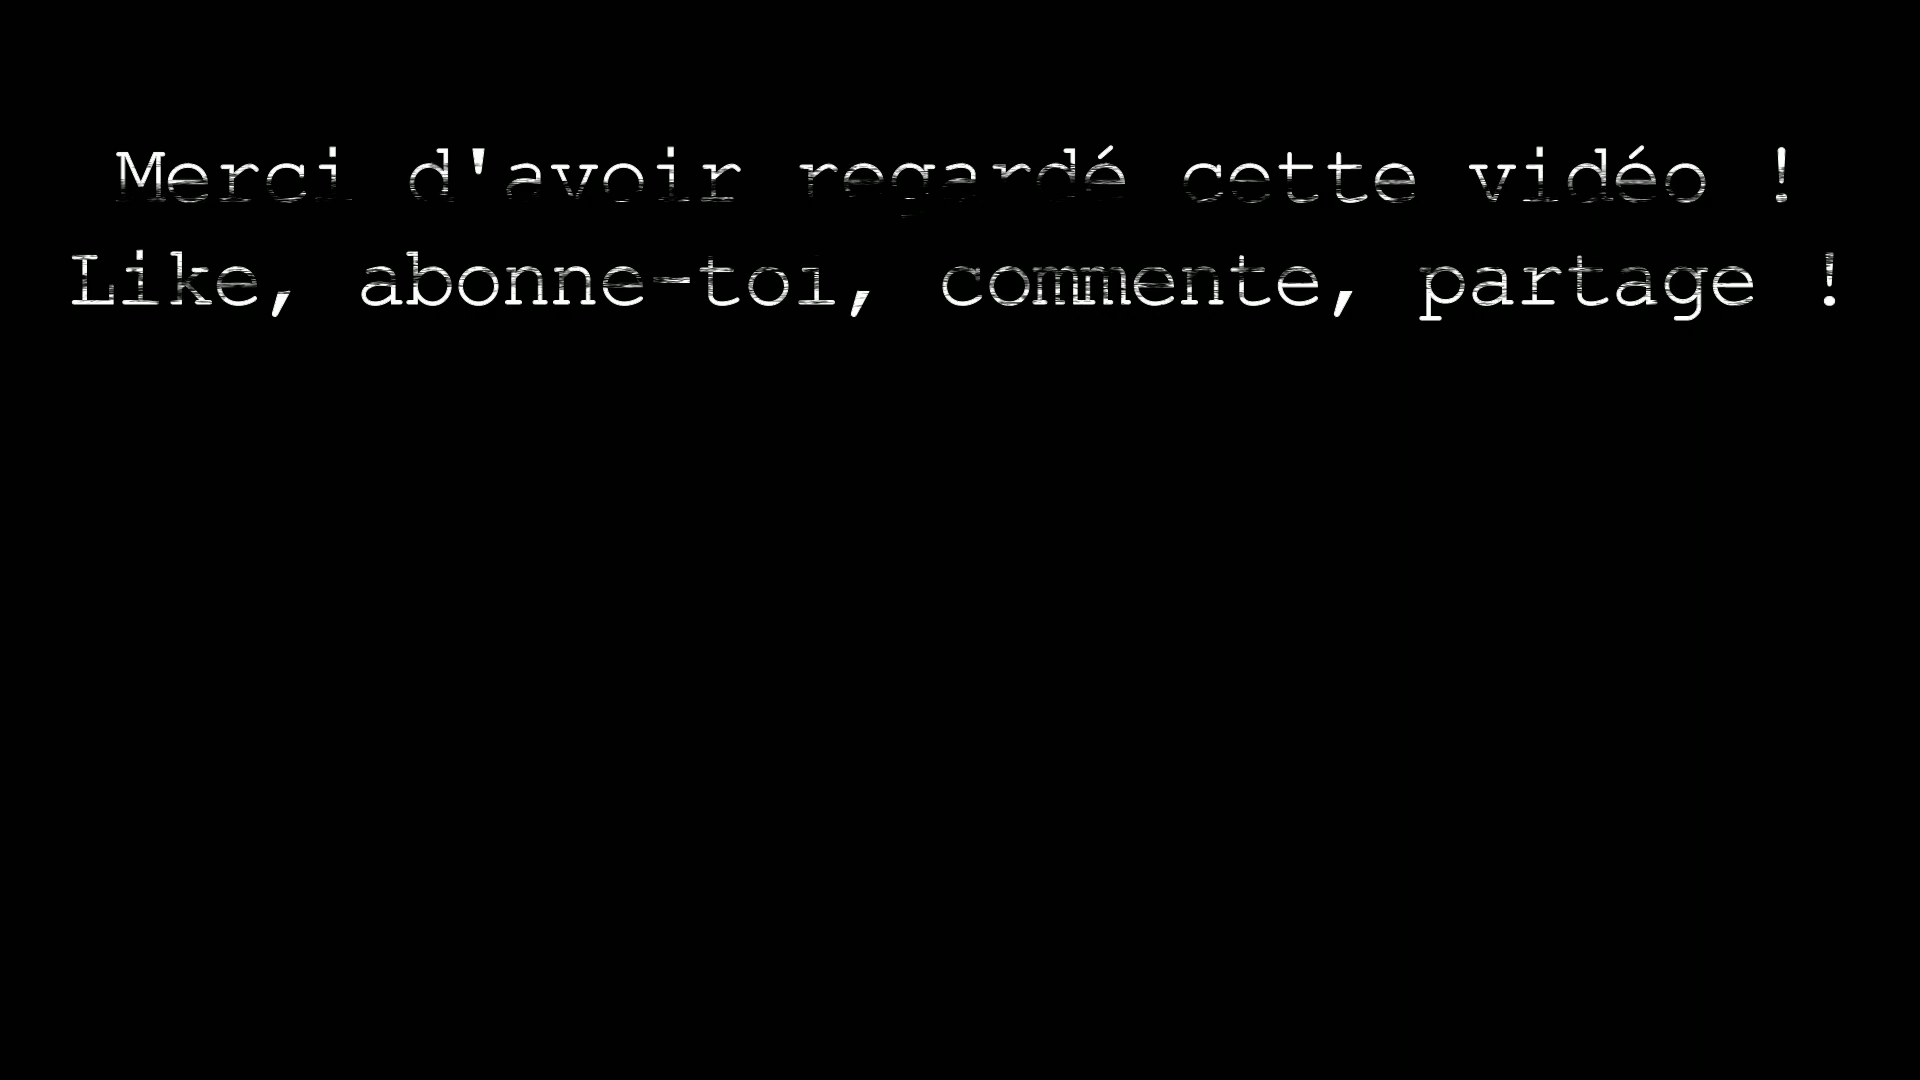 Merci d'avoir regardé cette vidéo !
Like, abonne-toi, commente, partage !